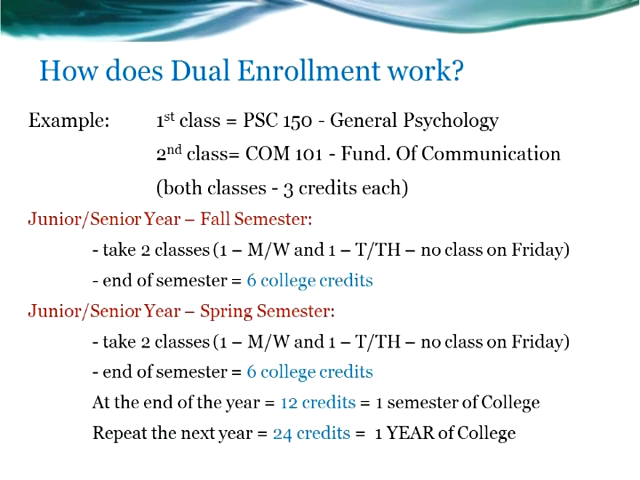 How does Dual Enrollment work?
Example: 1st class = PSC 150 - General Psychology
2nd class= COM 101 - Fund. Of Communication
(both classes - 3 credits each)
Junior/Senior Year – Fall Semester:
- take 2 classes (1 – M/W and 1 – T/TH – no class on Friday)
- end of semester = 6 college credits
Junior/Senior Year – Spring Semester:
- take 2 classes (1 – M/W and 1 – T/TH – no class on Friday)
- end of semester = 6 college credits
At the end of the year = 12 credits = 1 semester of College
Repeat the next year = 24 credits = 1 YEAR of College